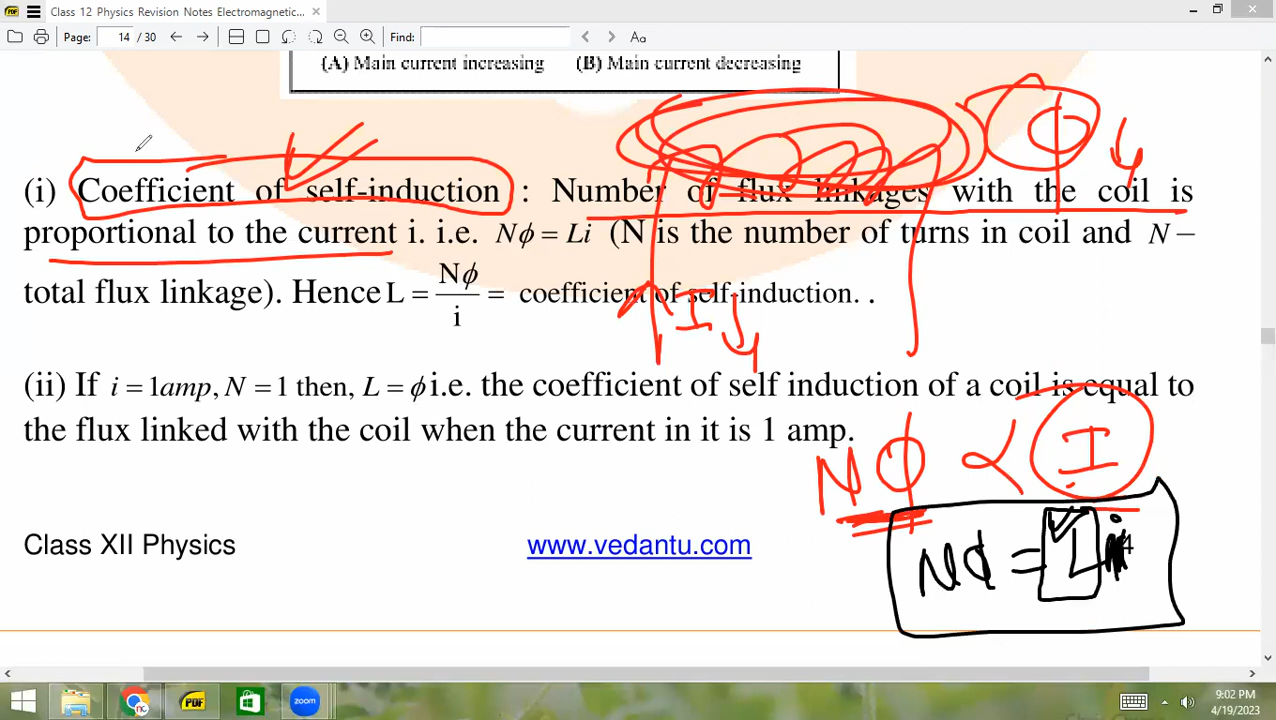 Class 12 Physics Revision Notes Electromagnetic... ×
Page: 14 / 30 Find: Aa
(A) Main current increasing (B) Main current decreasing
ϕ
(i) Coefficient of self-induction : Number of flux linkages with the coil is
proportional to the current i. i.e. Nϕ = Li (N is the number of turns in coil and N −
total flux linkage). Hence L = Nϕ / i = coefficient of self-induction. .
I
(ii) If i = 1amp, N = 1 then, L = ϕ i.e. the coefficient of self induction of a coil is equal to
the flux linked with the coil when the current in it is 1 amp.
Nϕ ∝ I
Class XII Physics www.vedantu.com
Nϕ = L i
zoom
9:02 PM
4/19/2023